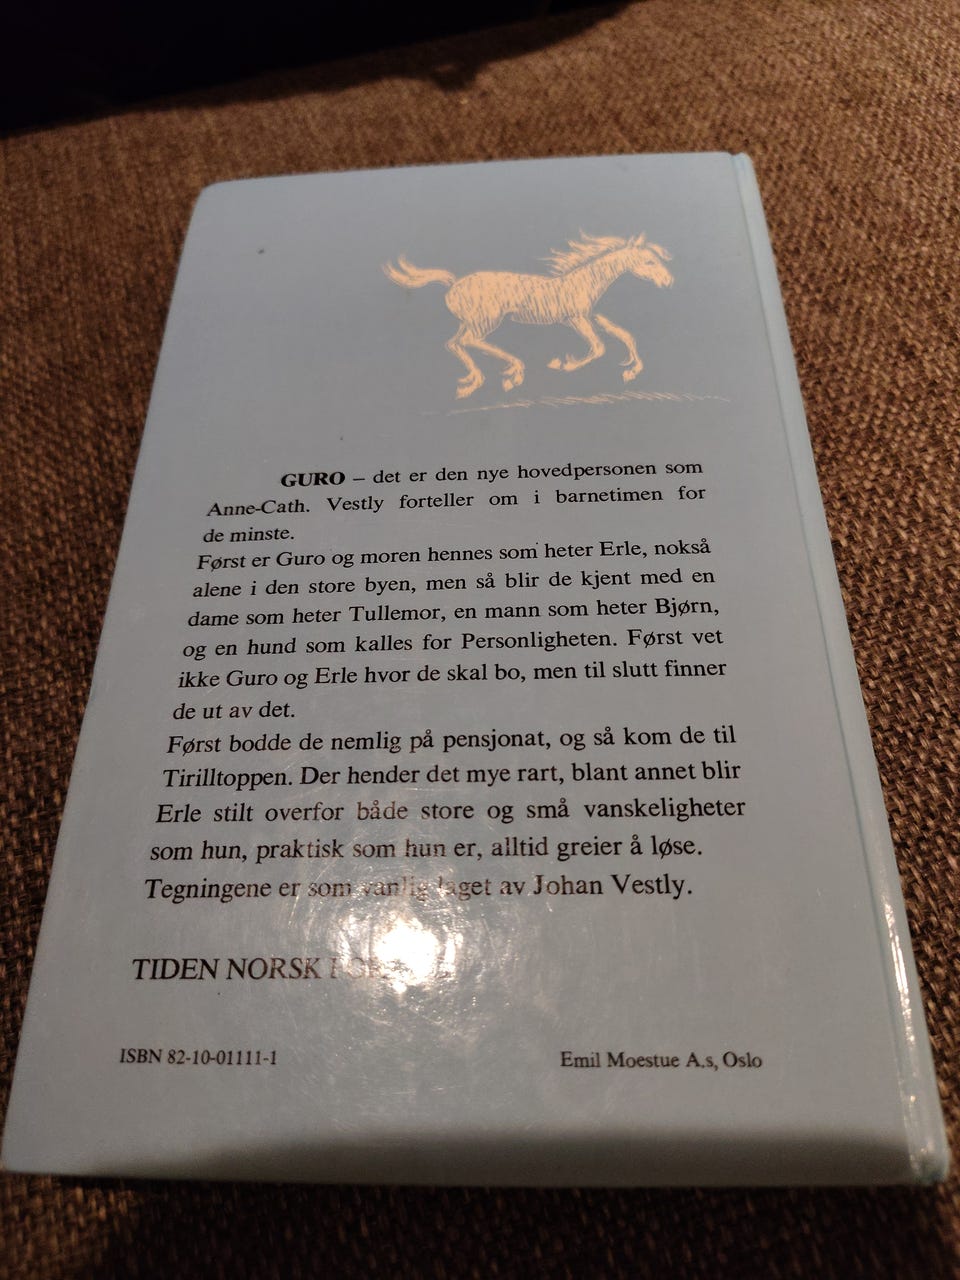 GURO – det er den nye hovedpersonen som
Anne-Cath. Vestly forteller om i barnetimen for
de minste.
Først er Guro og moren hennes som heter Erle, nokså
alene i den store byen, men så blir de kjent med en
dame som heter Tullemor, en mann som heter Bjørn,
og en hund som kalles for Personligheten. Først vet
ikke Guro og Erle hvor de skal bo, men til slutt finner
de ut av det.
Først bodde de nemlig på pensjonat, og så kom de til
Tirilltoppen. Der hender det mye rart, blant annet blir
Erle stilt overfor både store og små vanskeligheter
som hun, praktisk som hun er, alltid greier å løse.
Tegningene er som vanlig laget av Johan Vestly.
TIDEN NORSK
ISBN 82-10-01111-1
Emil Moestue A.s, Oslo